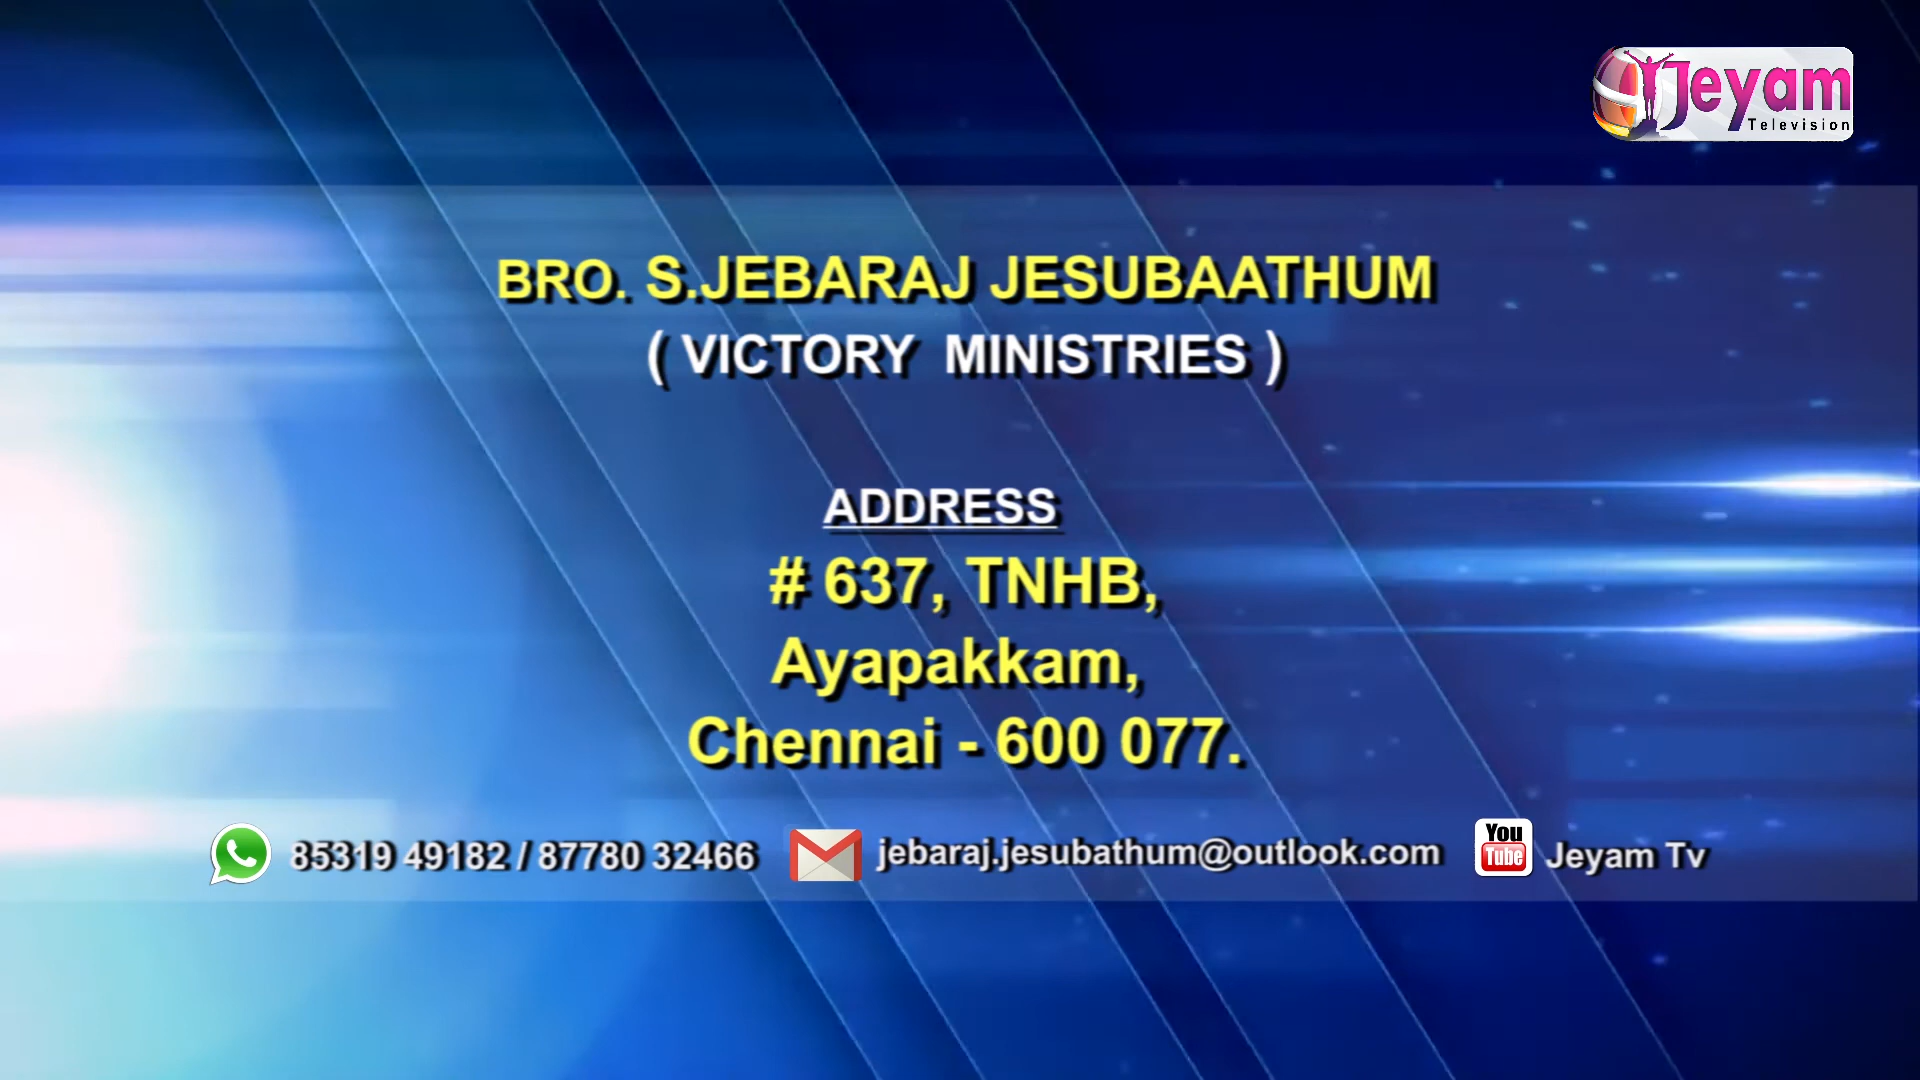 Jeyam
Television
BRO. S.JEBARAJ JESUBAATHUM
( VICTORY MINISTRIES )
ADDRESS
# 637, TNHB,
Ayapakkam,
Chennai - 600 077.
85319 49182 / 87780 32466
jebaraj.jesubathum@outlook.com
You
Tube
Jeyam Tv